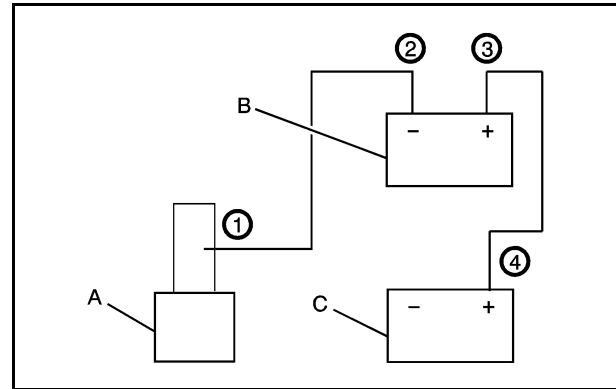 ② ③
B
− +
①
④
A
C
− +